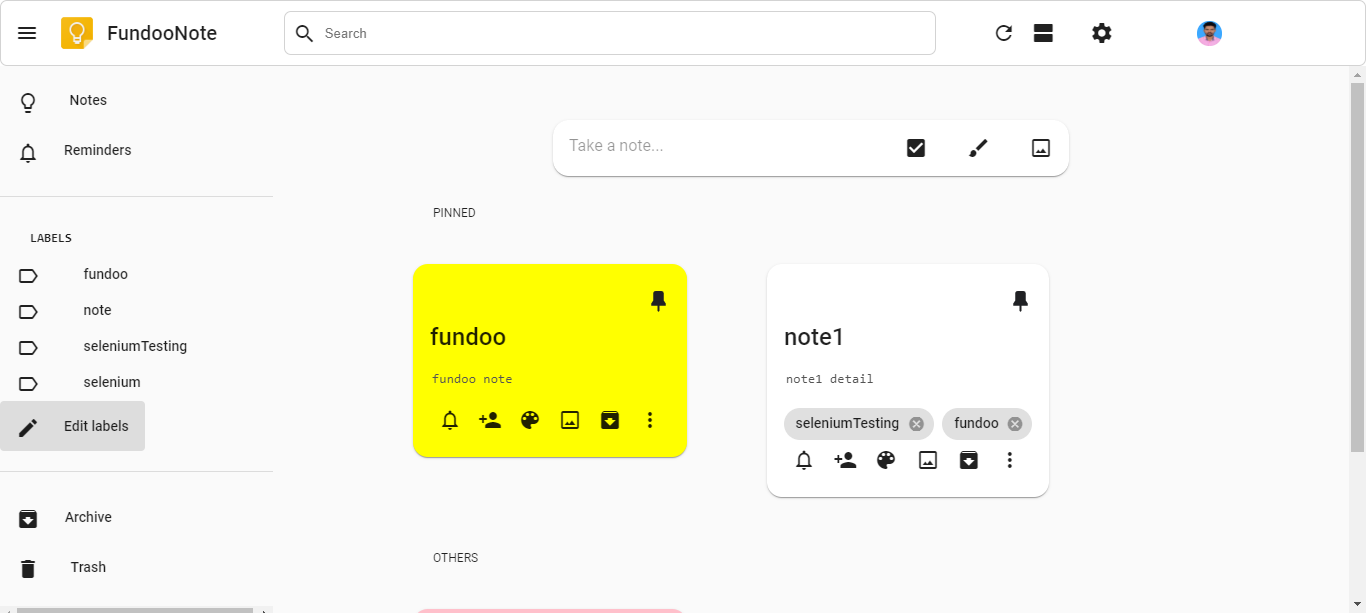 FundooNote
Search
Notes
Reminders
LABELS
fundoo
note
seleniumTesting
selenium
Edit labels
Archive
Trash
Take a note...
PINNED
fundoo
fundoo note
note1
note1 detail
seleniumTesting fundoo
OTHERS